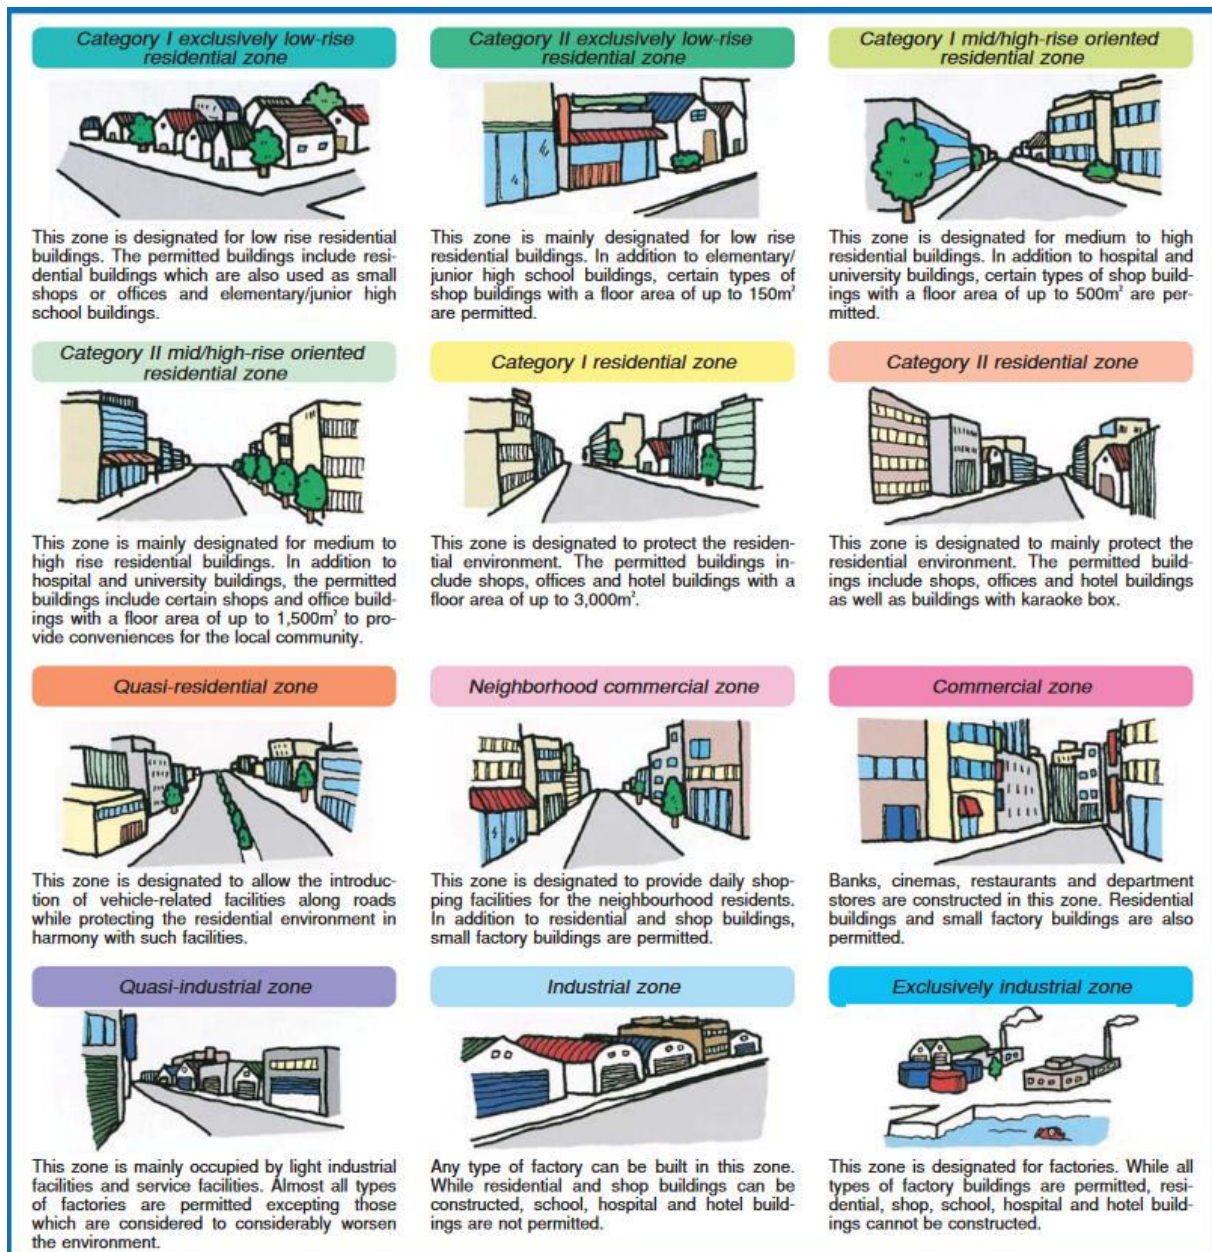 Category I exclusively low-rise
residential zone
This zone is designated for low rise residential
buildings. The permitted buildings include resi-
dential buildings which are also used as small
shops or offices and elementary/junior high
school buildings.
Category II exclusively low-rise
residential zone
This zone is mainly designated for low rise
residential buildings. In addition to elementary/
junior high school buildings, certain types of
shop buildings with a floor area of up to 150m²
are permitted.
Category I mid/high-rise oriented
residential zone
This zone is designated for medium to high
residential buildings. In addition to hospital and
university buildings, certain types of shop build-
ings with a floor area of up to 500m² are per-
mitted.
Category II mid/high-rise oriented
residential zone
This zone is mainly designated for medium to
high rise residential buildings. In addition to
hospital and university buildings, the permitted
buildings include certain shops and office build-
ings with a floor area of up to 1,500m² to pro-
vide conveniences for the local community.
Category I residential zone
This zone is designated to protect the residen-
tial environment. The permitted buildings in-
clude shops, offices and hotel buildings with a
floor area of up to 3,000m².
Category II residential zone
This zone is designated to mainly protect the
residential environment. The permitted build-
ings include shops, offices and hotel buildings
as well as buildings with karaoke box.
Quasi-residential zone
This zone is designated to allow the introduc-
tion of vehicle-related facilities along roads
while protecting the residential environment in
harmony with such facilities.
Neighborhood commercial zone
This zone is designated to provide daily shop-
ping facilities for the neighbourhood residents.
In addition to residential and shop buildings,
small factory buildings are permitted.
Commercial zone
Banks, cinemas, restaurants and department
stores are constructed in this zone. Residential
buildings and small factory buildings are also
permitted.
Quasi-industrial zone
This zone is mainly occupied by light industrial
facilities and service facilities. Almost all types
of factories are permitted excepting those
which are considered to considerably worsen
the environment.
Industrial zone
Any type of factory can be built in this zone.
While residential and shop buildings can be
constructed, school, hospital and hotel build-
ings are not permitted.
Exclusively industrial zone
This zone is designated for factories. While all
types of factory buildings are permitted, resi-
dential, shop, school, hospital and hotel build-
ings cannot be constructed.